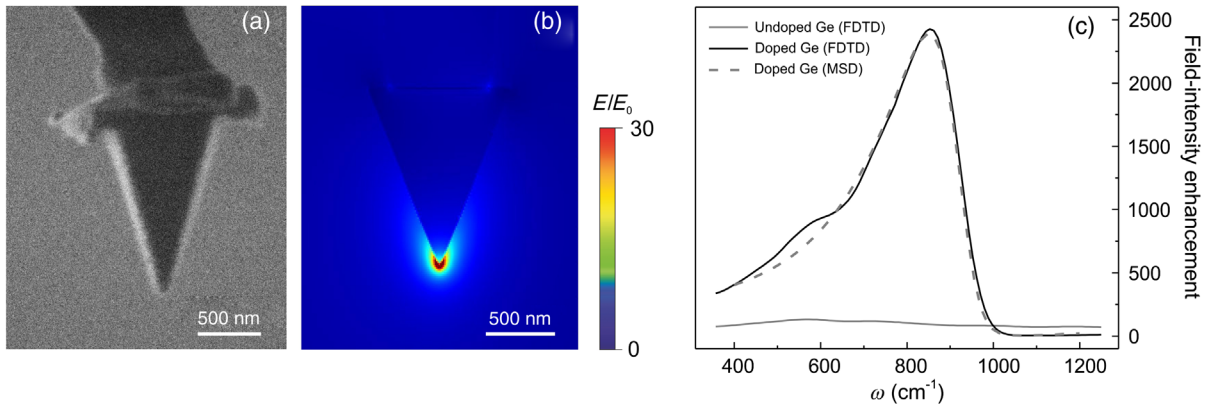 (a)
500 nm
(b)
500 nm
E/E₀
30
0
(c)
Undoped Ge (FDTD)
Doped Ge (FDTD)
Doped Ge (MSD)
2500
2000
1500
1000
500
0
Field-intensity enhancement
400 600 800 1000 1200
ω (cm⁻¹)